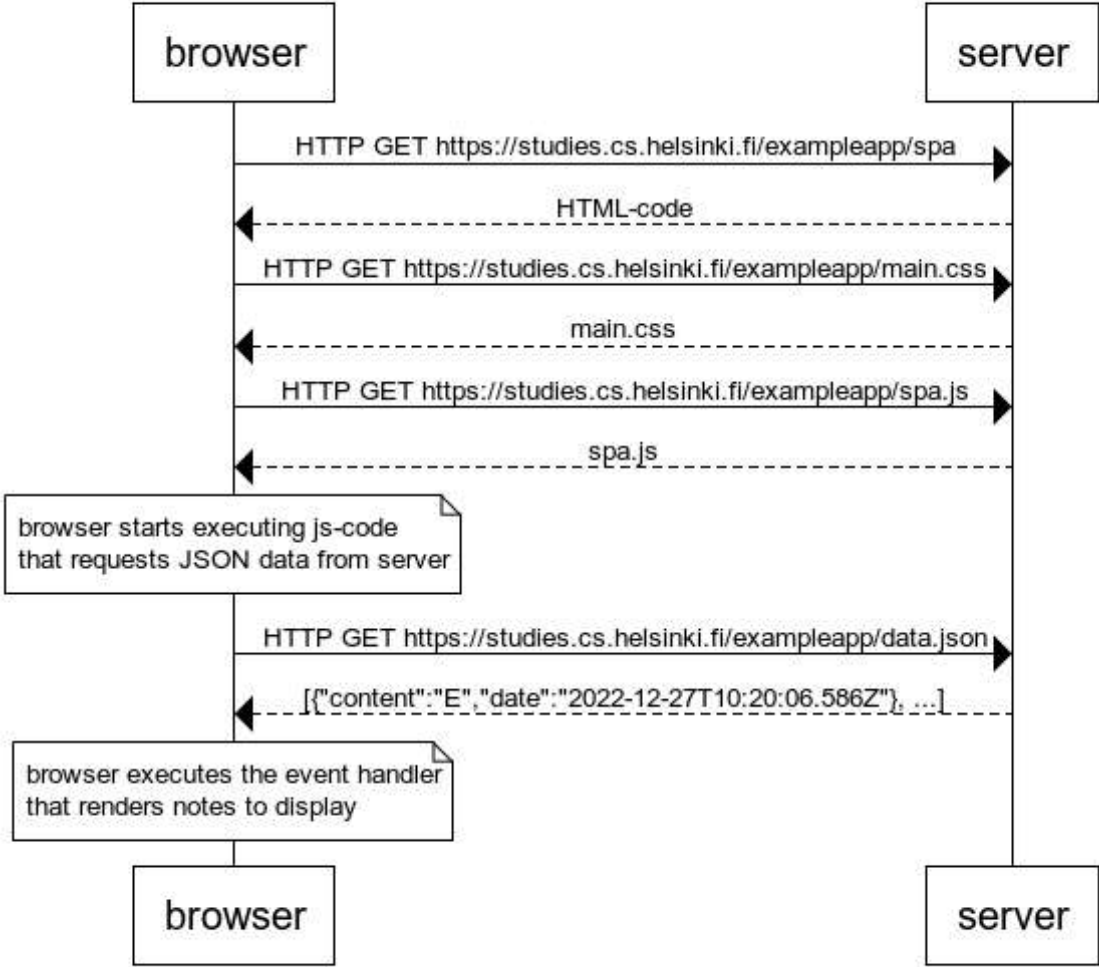 browser server
HTTP GET https://studies.cs.helsinki.fi/exampleapp/spa
HTML-code
HTTP GET https://studies.cs.helsinki.fi/exampleapp/main.css
main.css
HTTP GET https://studies.cs.helsinki.fi/exampleapp/spa.js
spa.js
browser starts executing js-code
that requests JSON data from server
HTTP GET https://studies.cs.helsinki.fi/exampleapp/data.json
[{"content":"E","date":"2022-12-27T10:20:06.586Z"}, ...]
browser executes the event handler
that renders notes to display
browser server